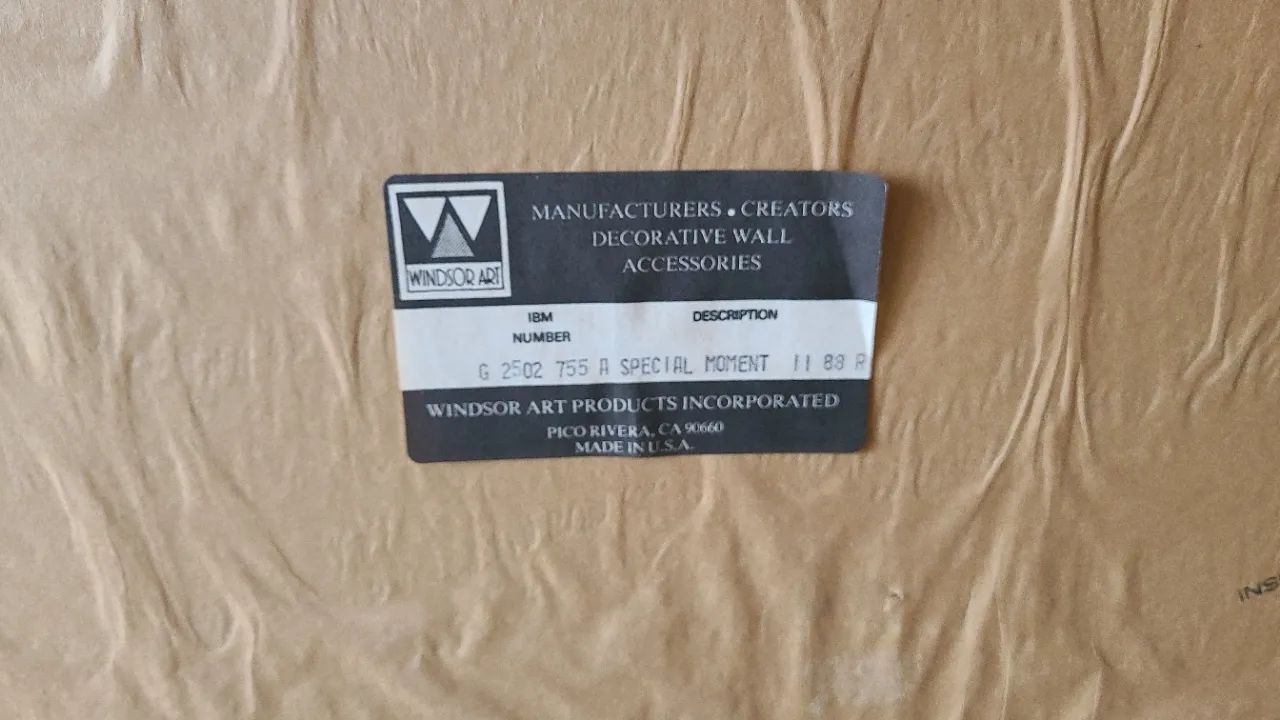 WINDSOR ART
MANUFACTURERS • CREATORS
DECORATIVE WALL
ACCESSORIES
IBM
NUMBER
DESCRIPTION
G 2502 755 A SPECIAL MOMENT 11 88 R
WINDSOR ART PRODUCTS INCORPORATED
PICO RIVERA, CA 90660
MADE IN U.S.A.